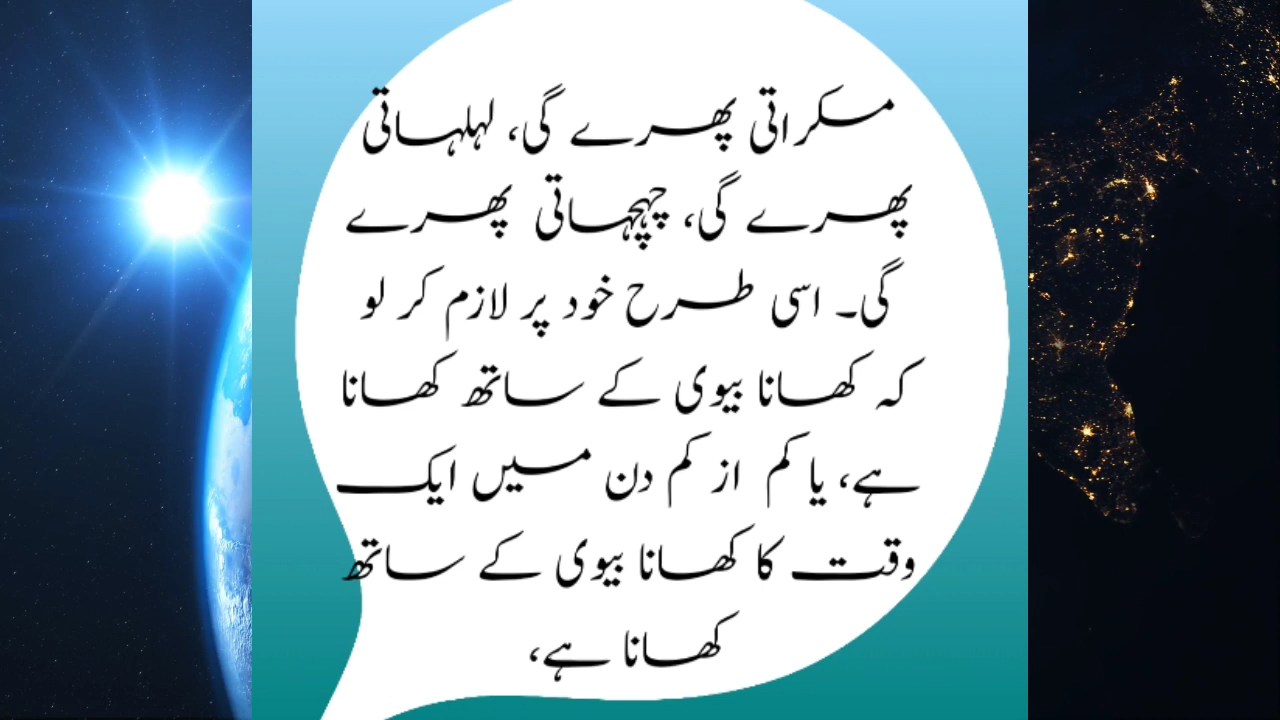 مسکراتی پھرے گی، لہلہاتی
پھرے گی، چہچہاتی پھرے
گی۔ اسی طرح خود پر لازم کر لو
کہ کھانا بیوی کے ساتھ کھانا
ہے، یا کم از کم دن میں ایک
وقت کا کھانا بیوی کے ساتھ
کھانا ہے،